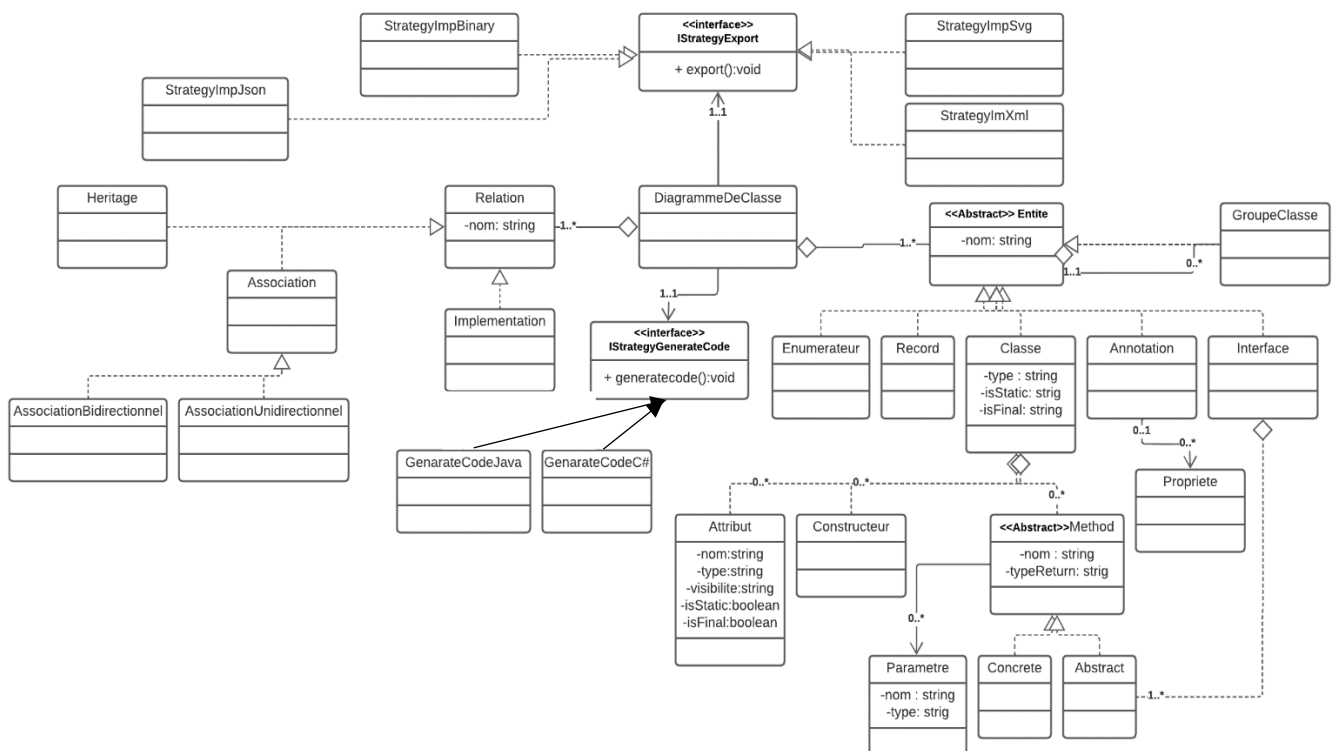 StrategyImpBinary
<<interface>>
IStrategyExport
+ export():void
StrategyImpSvg
StrategyImpJson
StrategyImXml
1..1
Heritage
Relation
-nom: string
1..*
DiagrammeDeClasse
1..*
<<Abstract>> Entite
-nom: string
GroupeClasse
0..*
1..1
Association
1..1
Implementation
<<interface>>
IStrategyGenerateCode
+ generatecode():void
Enumerateur
Record
Classe
-type : string
-isStatic: strig
-isFinal: string
Annotation
Interface
AssociationBidirectionnel
AssociationUnidirectionnel
0..1
0..*
GenarateCodeJava
GenarateCodeC#
Propriete
0..*
0..*
0..*
Attribut
-nom:string
-type:string
-visibilite:string
-isStatic:boolean
-isFinal:boolean
Constructeur
<<Abstract>>Method
-nom : string
-typeReturn: strig
0..*
Parametre
-nom : string
-type: strig
Concrete
Abstract
1..*